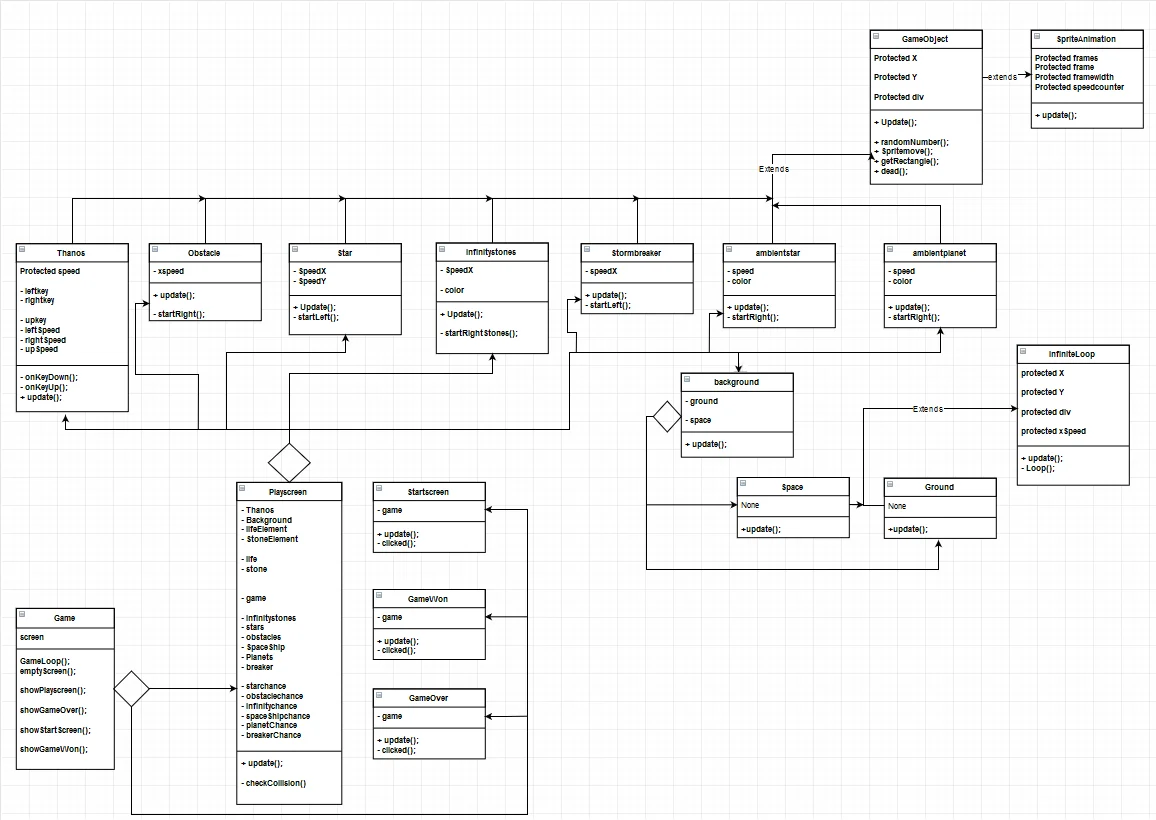 GameObject
Protected X
Protected Y
Protected div
+ Update();
+ randomNumber();
+ Spritemove();
+ getRectangle();
+ dead();
extends
SpriteAnimation
Protected frames
Protected frame
Protected framewidth
Protected speedcounter
+ update();
Extends
Thanos
Protected speed
- leftkey
- rightkey
- upkey
- leftSpeed
- rightSpeed
- upSpeed
- onKeyDown();
- onKeyUp();
+ update();
Obstacle
- xspeed
+ update();
- startRight();
Star
- SpeedX
- SpeedY
+ Update();
- startLeft();
infinitystones
- SpeedX
- color
+ Update();
- startRightStones();
Stormbreaker
- speedX
+ update();
- startLeft();
ambientstar
- speed
- color
+ update();
- startRight();
ambientplanet
- speed
- color
+ update();
- startRight();
InfiniteLoop
protected X
protected Y
protected div
protected xSpeed
+ update();
- Loop();
background
- ground
- space
+ update();
Extends
Space
None
+update();
Ground
None
+update();
Playscreen
- Thanos
- Background
- lifeElement
- StoneElement
- life
- stone
- game
- infinitystones
- stars
- obstacles
- SpaceShip
- Planets
- breaker
- starchance
- obstaclechance
- infinitychance
- spaceShipchance
- planetChance
- breakerChance
+ update();
- checkCollision()
Startscreen
- game
+ update();
- clicked();
GameWon
- game
+ update();
- clicked();
GameOver
- game
+ update();
- clicked();
Game
screen
GameLoop();
emptyScreen();
showPlayscreen();
showGameOver();
showStartScreen();
showGameWon();